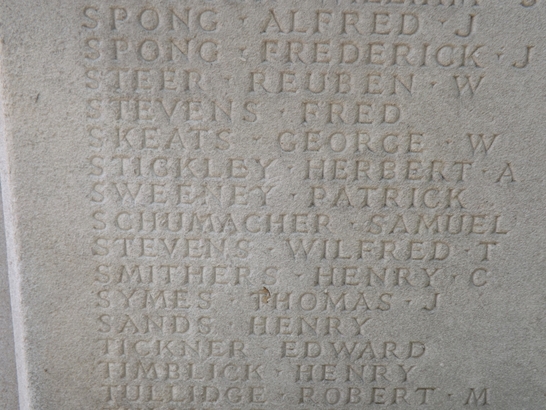 SPONG · ALFRED J
SPONG · FREDERICK · J
STEER · REUBEN · W
STEVENS · FRED
SKEATS · GEORGE · W
STICKLEY · HERBERT · A
SWEENEY · PATRICK
SCHUMACHER · SAMUEL
STEVENS · WILFRED · T
SMITHERS · HENRY · C
SYMES · THOMAS · J
SANDS · HENRY
TICKNER · EDWARD
TIMBLICK · HENRY
TULLIDGE · ROBERT · M